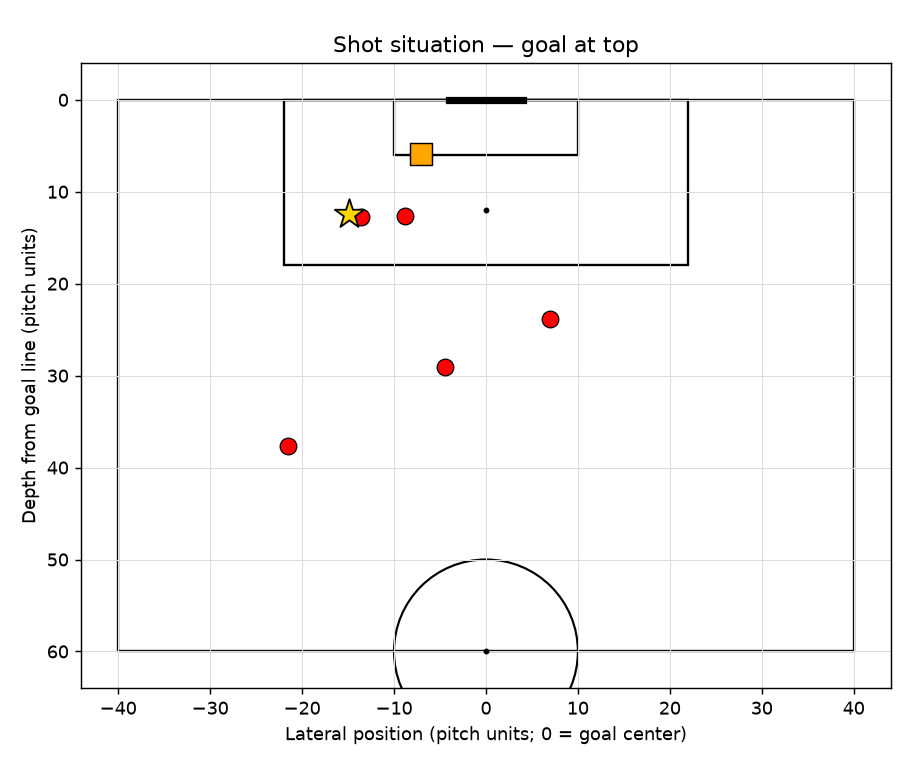 Shot situation — goal at top
0
10
20
30
40
50
60
Depth from goal line (pitch units)
−40 −30 −20 −10 0 10 20 30 40
Lateral position (pitch units; 0 = goal center)